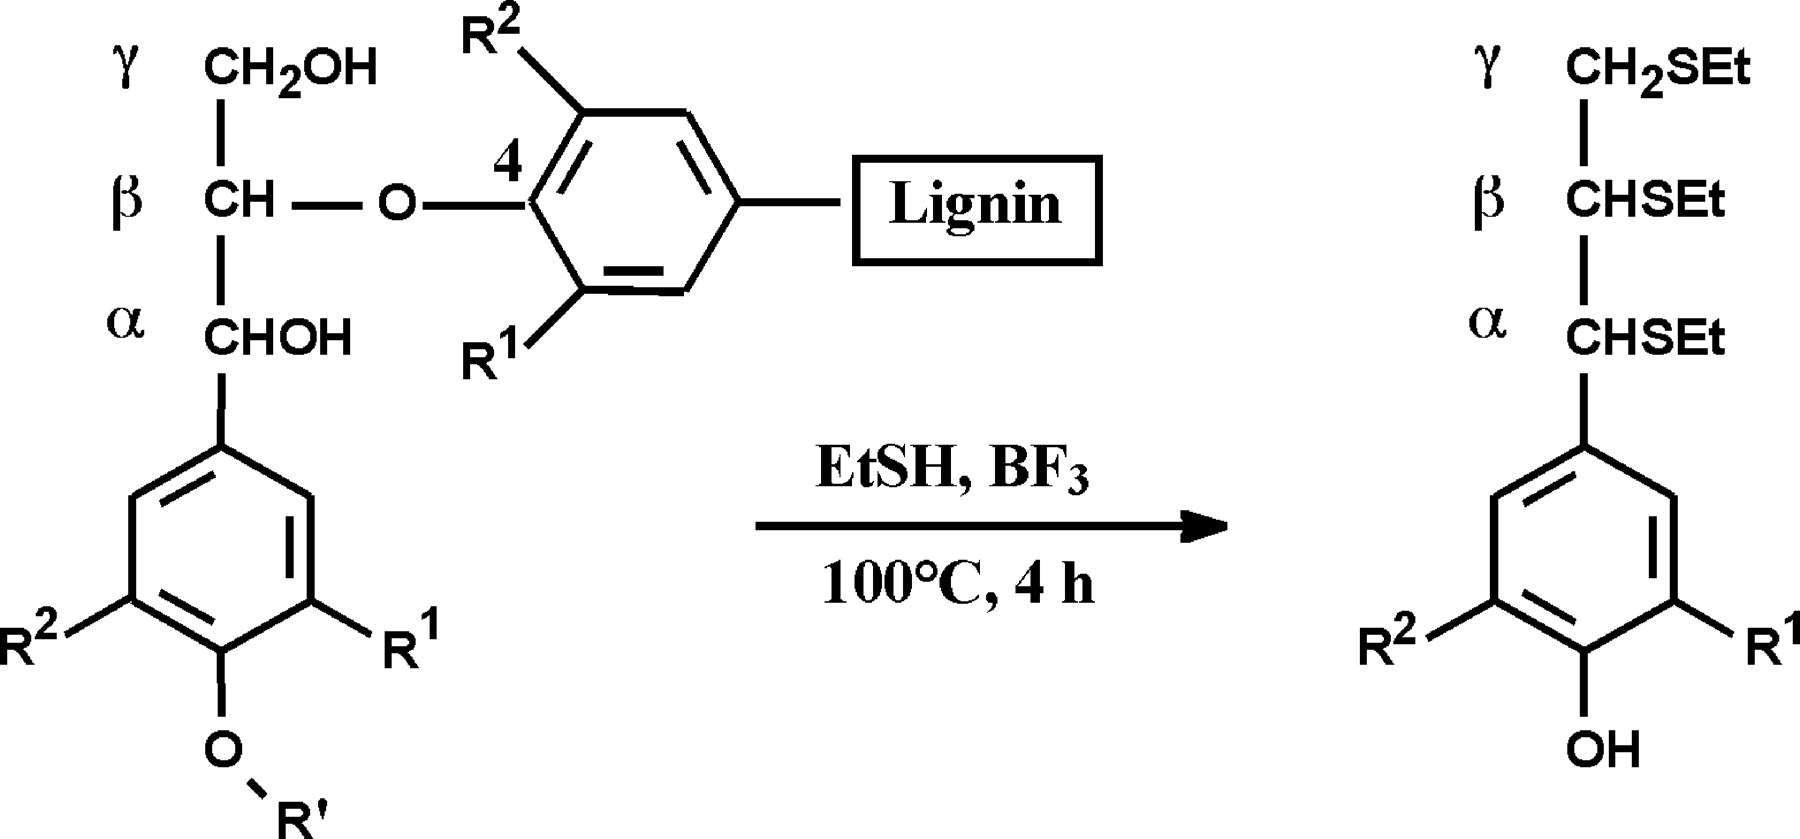 γ CH₂OH
R²
β CH O 4
Lignin
α CHOH
R¹
R² R¹
O
R'
EtSH, BF₃
100°C, 4 h
γ CH₂SEt
β CHSEt
α CHSEt
R² R¹
OH